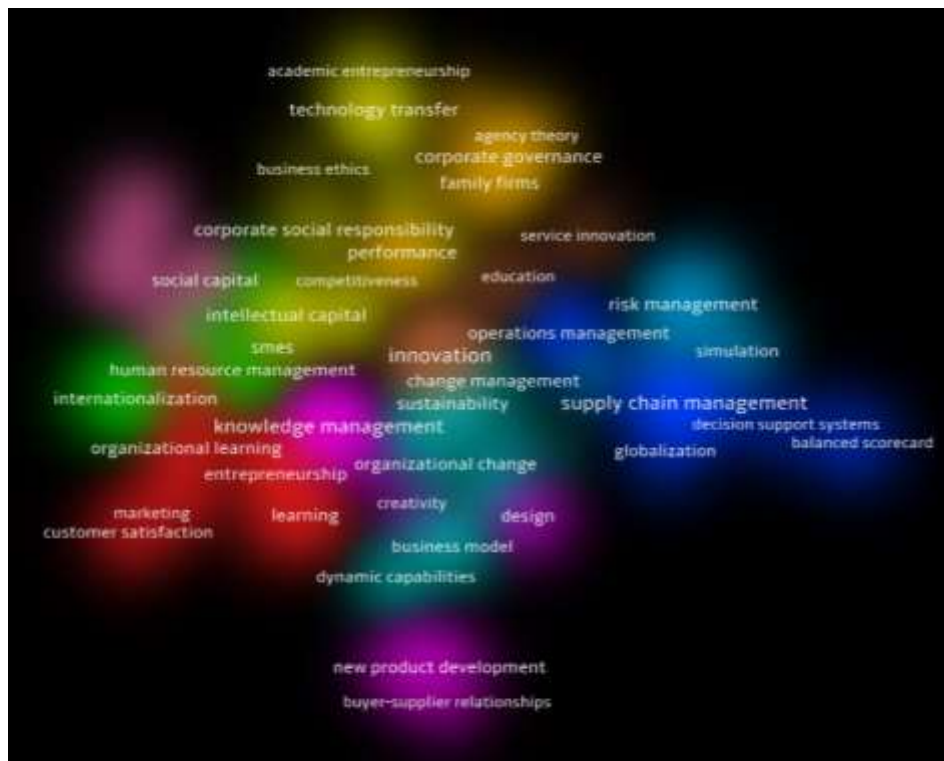 academic entrepreneurship
technology transfer
agency theory
corporate governance
business ethics
family firms
corporate social responsibility
service innovation
performance
social capital
competitiveness
education
risk management
intellectual capital
operations management
smes
innovation
simulation
human resource management
change management
internationalization
sustainability
supply chain management
knowledge management
decision support systems
balanced scorecard
organizational learning
globalization
organizational change
entrepreneurship
creativity
marketing
learning
design
customer satisfaction
business model
dynamic capabilities
new product development
buyer-supplier relationships